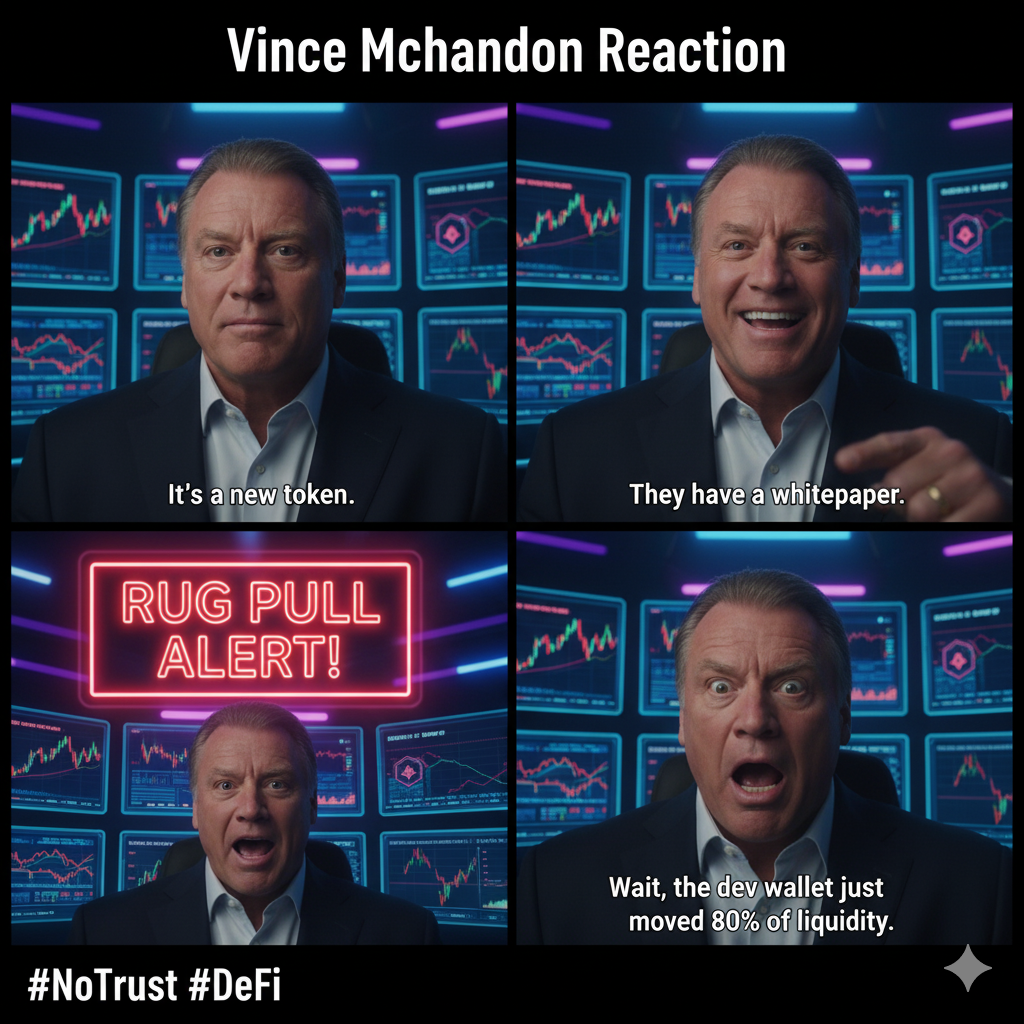 Vince Mchandon Reaction
It's a new token.
They have a whitepaper.
RUG PULL
ALERT!
Wait, the dev wallet just
moved 80% of liquidity.
#NoTrust #DeFi